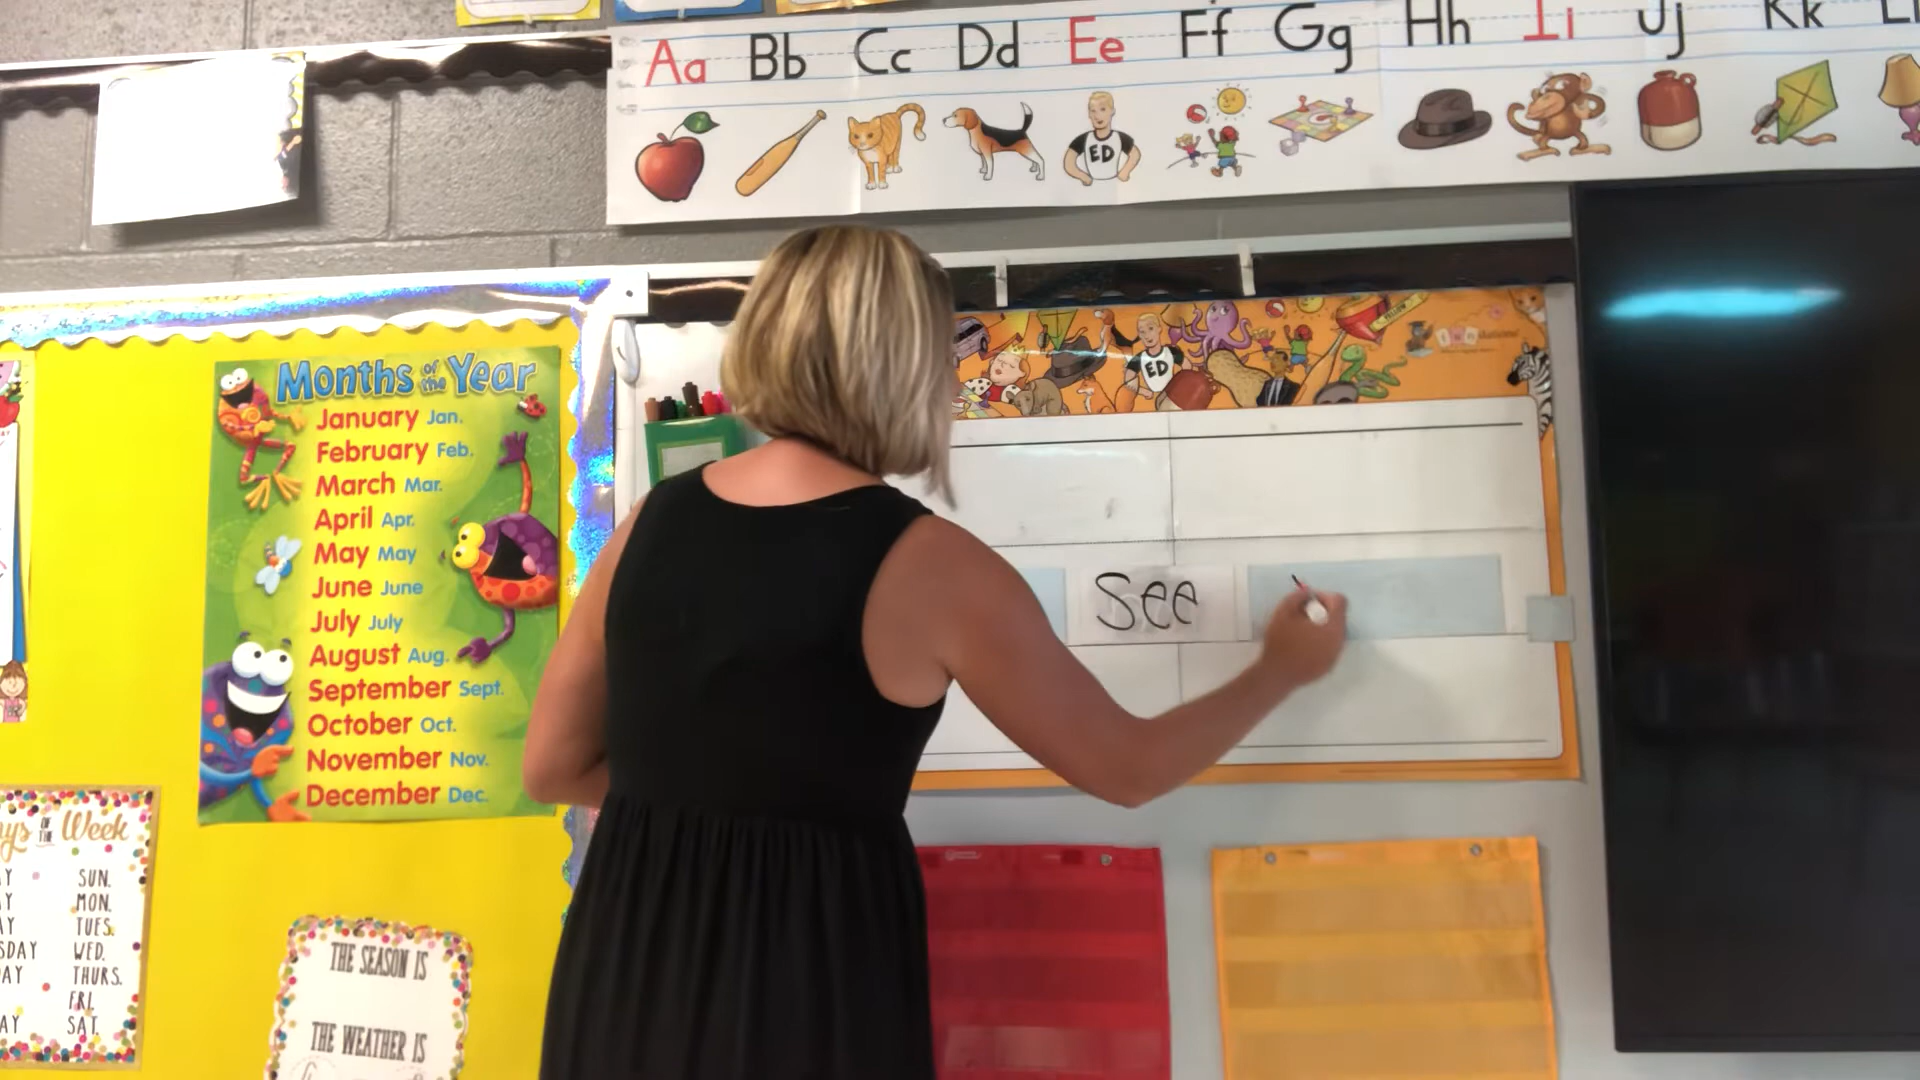 Aa Bb Cc Dd Ee Ff Gg Hh Ii Jj Kk
ED
ED
Months of the Year
January Jan.
February Feb.
March Mar.
April Apr.
May May
June June
July July
August Aug.
September Sept.
October Oct.
November Nov.
December Dec.
see
of the Week
SUN.
MON.
TUES.
WED.
THURS.
FRI.
SAT.
THE SEASON IS
THE WEATHER IS